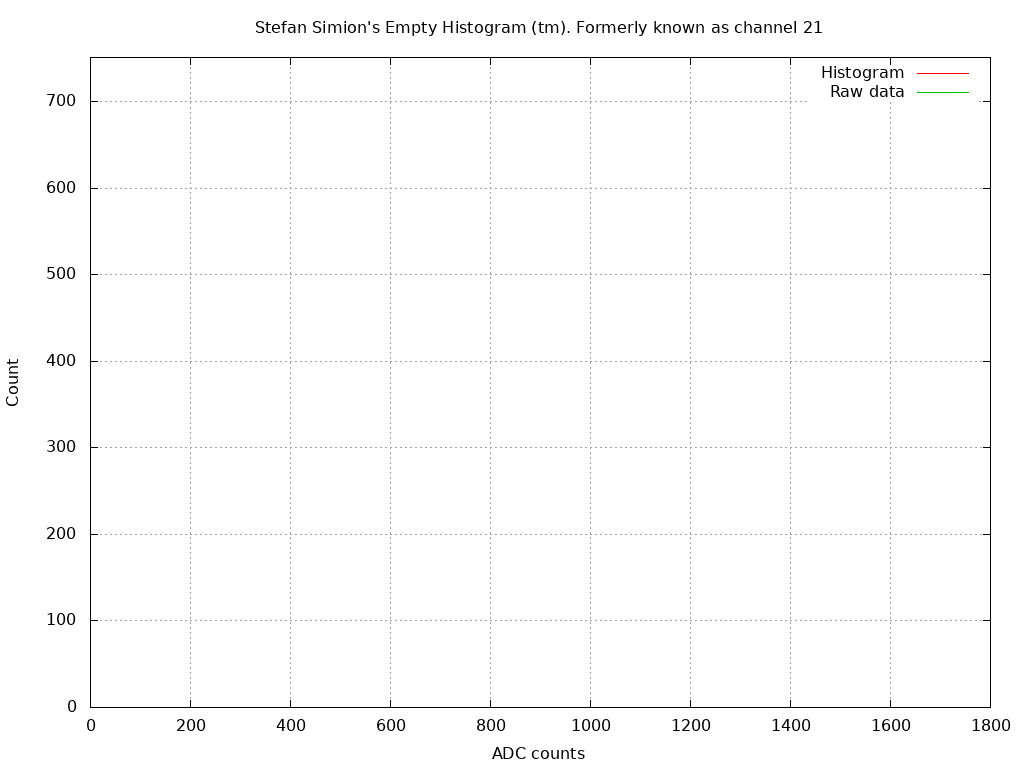 Stefan Simion's Empty Histogram (tm). Formerly known as channel 21
Histogram
Raw data
700
600
500
400
300
200
100
0
Count
0 200 400 600 800 1000 1200 1400 1600 1800
ADC counts